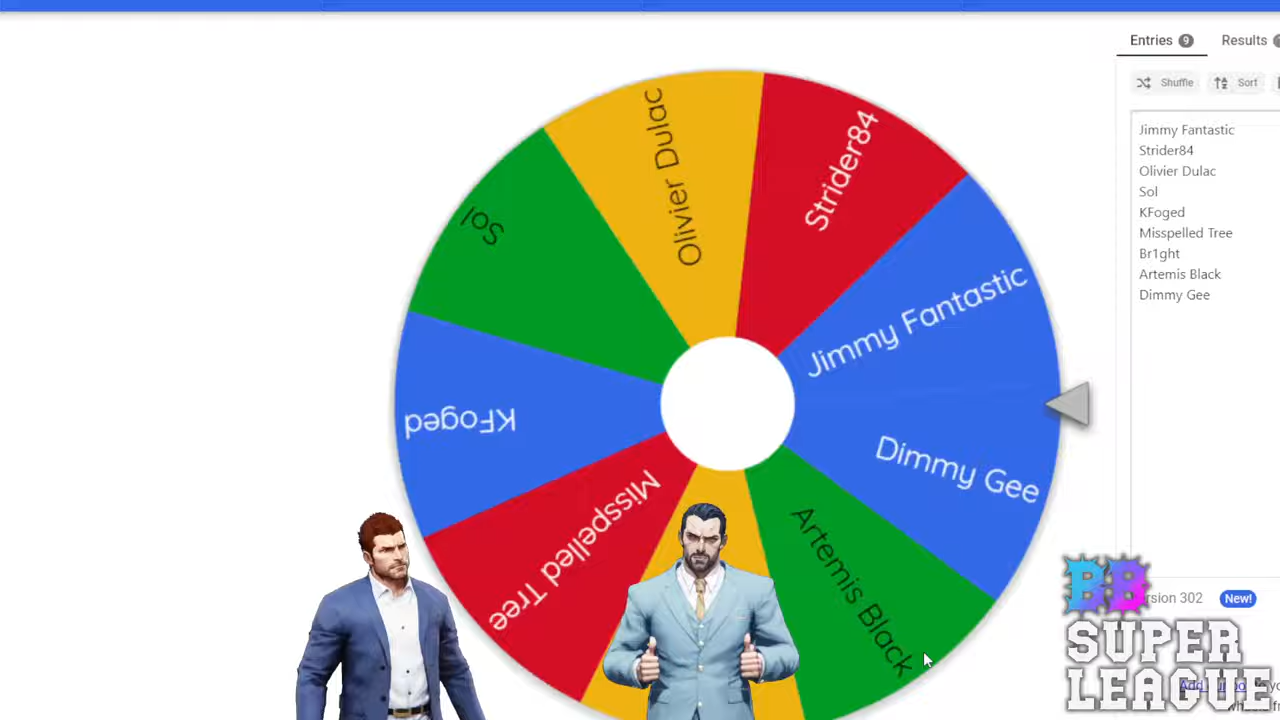 Entries 9 Results
Shuffle Sort
Jimmy Fantastic
Strider84
Olivier Dulac
Sol
KFoged
Misspelled Tree
Br1ght
Artemis Black
Dimmy Gee
Olivier Dulac
Strider84
Sol
Jimmy Fantastic
KFoged
Dimmy Gee
Misspelled Tree
Artemis Black
rsion 302 New!
BB
SUPER
LEAGUE